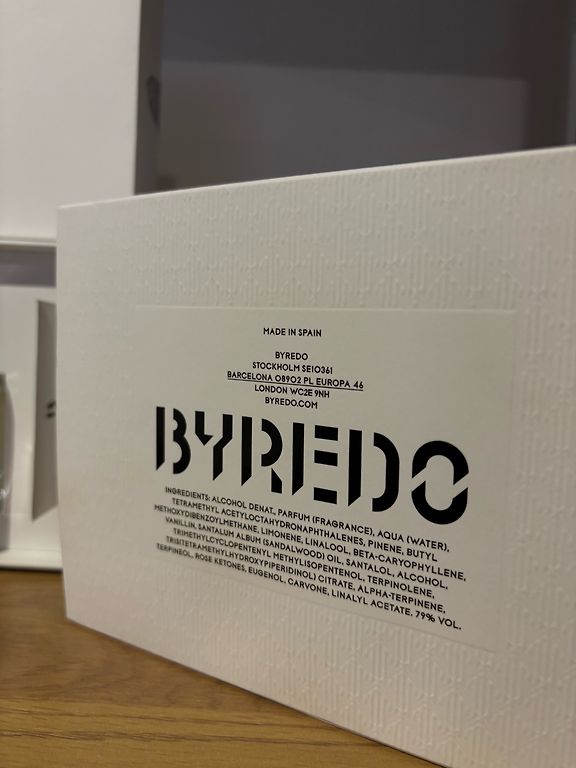 MADE IN SPAIN
BYREDO
STOCKHOLM SE10361
BARCELONA 08902 PL EUROPA 46
LONDON WC2E 9NH
BYREDO.COM
BYREDO
INGREDIENTS: ALCOHOL DENAT., PARFUM (FRAGRANCE), AQUA (WATER),
TETRAMETHYL ACETYLOCTAHYDRONAPHTHALENES, PINENE, BUTYL
METHOXYDIBENZOYLMETHANE, LIMONENE, LINALOOL, BETA-CARYOPHYLLENE,
VANILLIN, SANTALUM ALBUM (SANDALWOOD) OIL, SANTALOL, ALCOHOL,
TRIMETHYLCYCLOPENTENYL METHYLISOPENTENOL, TERPINOLENE,
TRIS(TETRAMETHYLHYDROXYPIPERIDINOL) CITRATE, ALPHA-TERPINENE,
TERPINEOL, ROSE KETONES, EUGENOL, CARVONE, LINALYL ACETATE, 79% VOL.